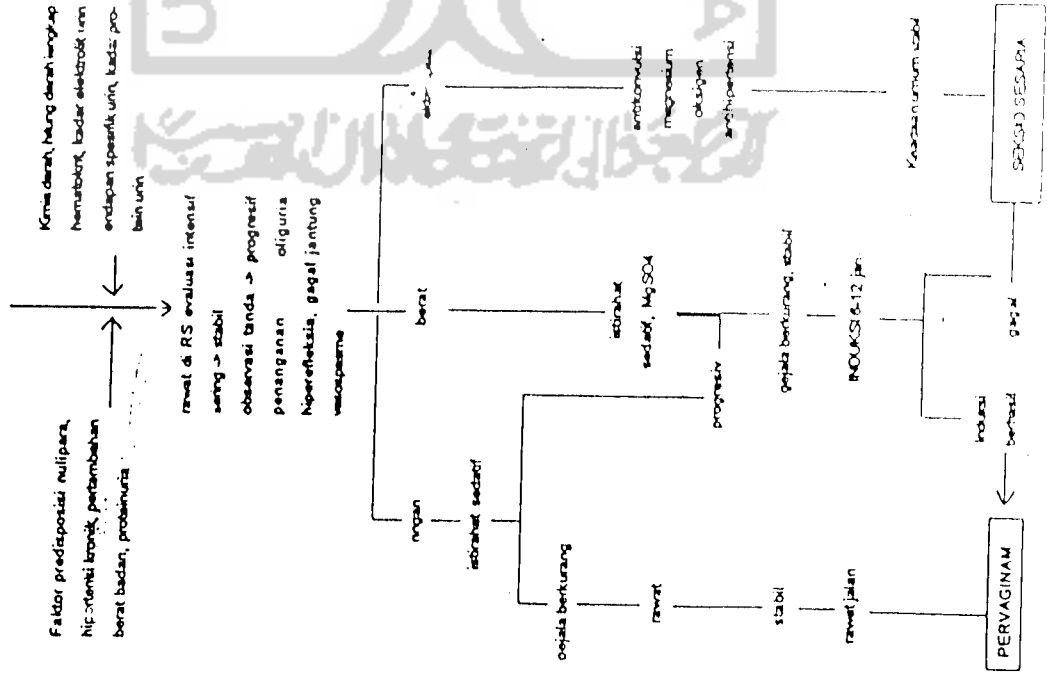 Kimia darah, hitung darah lengkap
hematokrit, kadar elektrolit urin
endapan spesifik urin, kadar pro-
tein urin
Faktor predisposisi nulipara,
hipertensi kronik, pertambahan
berat badan, proteinuria
rawat di RS evaluasi intensif
sering -> stabil
observasi tanda -> progresif
penanganan oliguria
hiperefleksia, gagal jantung
vasospasme
ringan
berat
istirahat sedatif
istirahat
sedatif, MgSO4
antikonvulsi
magnesium
oksigen
antihipertensi
gejala berkurang
progresiv
gejala berkurang, stabil
rawat
INDUKSI 6-12 jan
Keadaan umum stabil
stabil
rawat jalan
Induksi
berhasil
gagal
PERVAGINAM
SEKSIO SESARIA